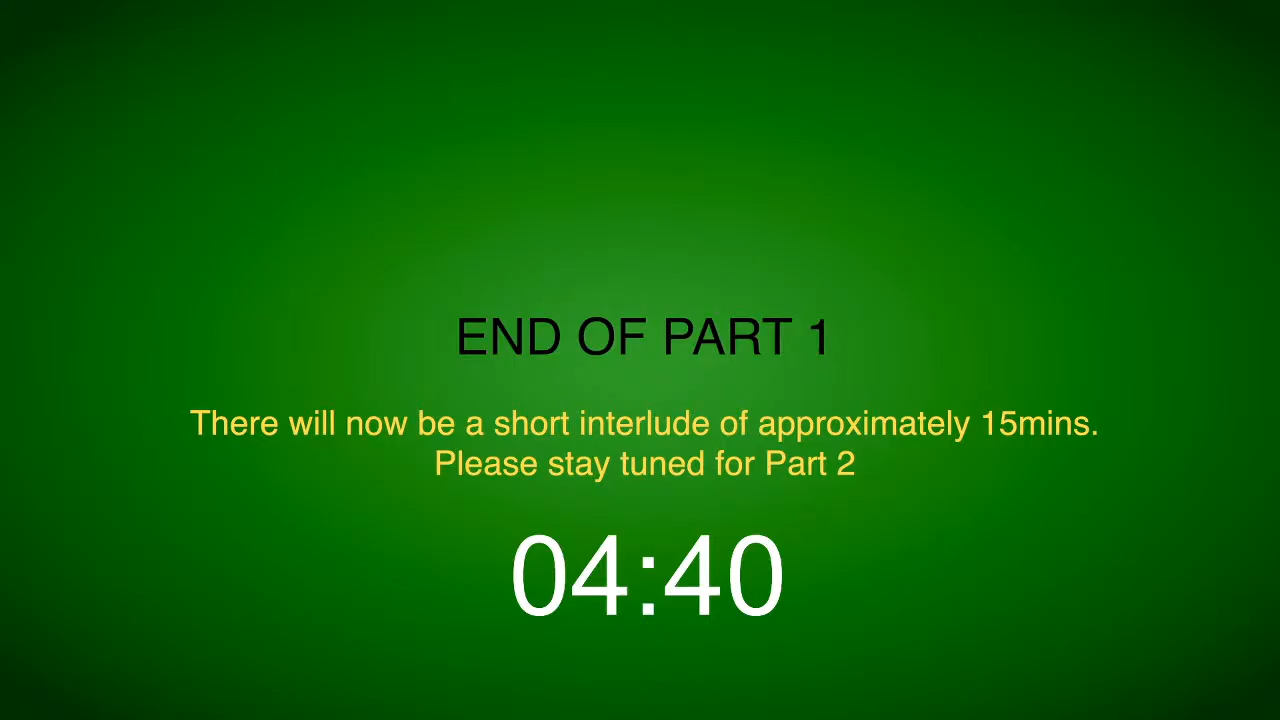 END OF PART 1
There will now be a short interlude of approximately 15mins.
Please stay tuned for Part 2
04:40